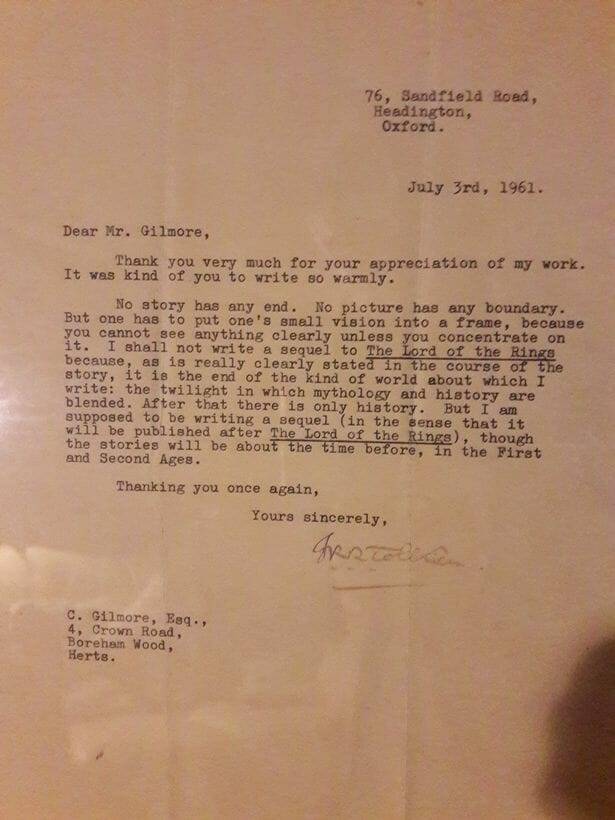 76, Sandfield Road,
Headington,
Oxford.
July 3rd, 1961.
Dear Mr. Gilmore,
Thank you very much for your appreciation of my work.
It was kind of you to write so warmly.
No story has any end. No picture has any boundary.
But one has to put one's small vision into a frame, because
you cannot see anything clearly unless you concentrate on
it. I shall not write a sequel to The Lord of the Rings
because, as is really clearly stated in the course of the
story, it is the end of the kind of world about which I
write: the twilight in which mythology and history are
blended. After that there is only history. But I am
supposed to be writing a sequel (in the sense that it
will be published after The Lord of the Rings), though
the stories will be about the time before, in the First
and Second Ages.
Thanking you once again,
Yours sincerely,
JRRTolkien
C. Gilmore, Esq.,
4, Crown Road,
Boreham Wood,
Herts.